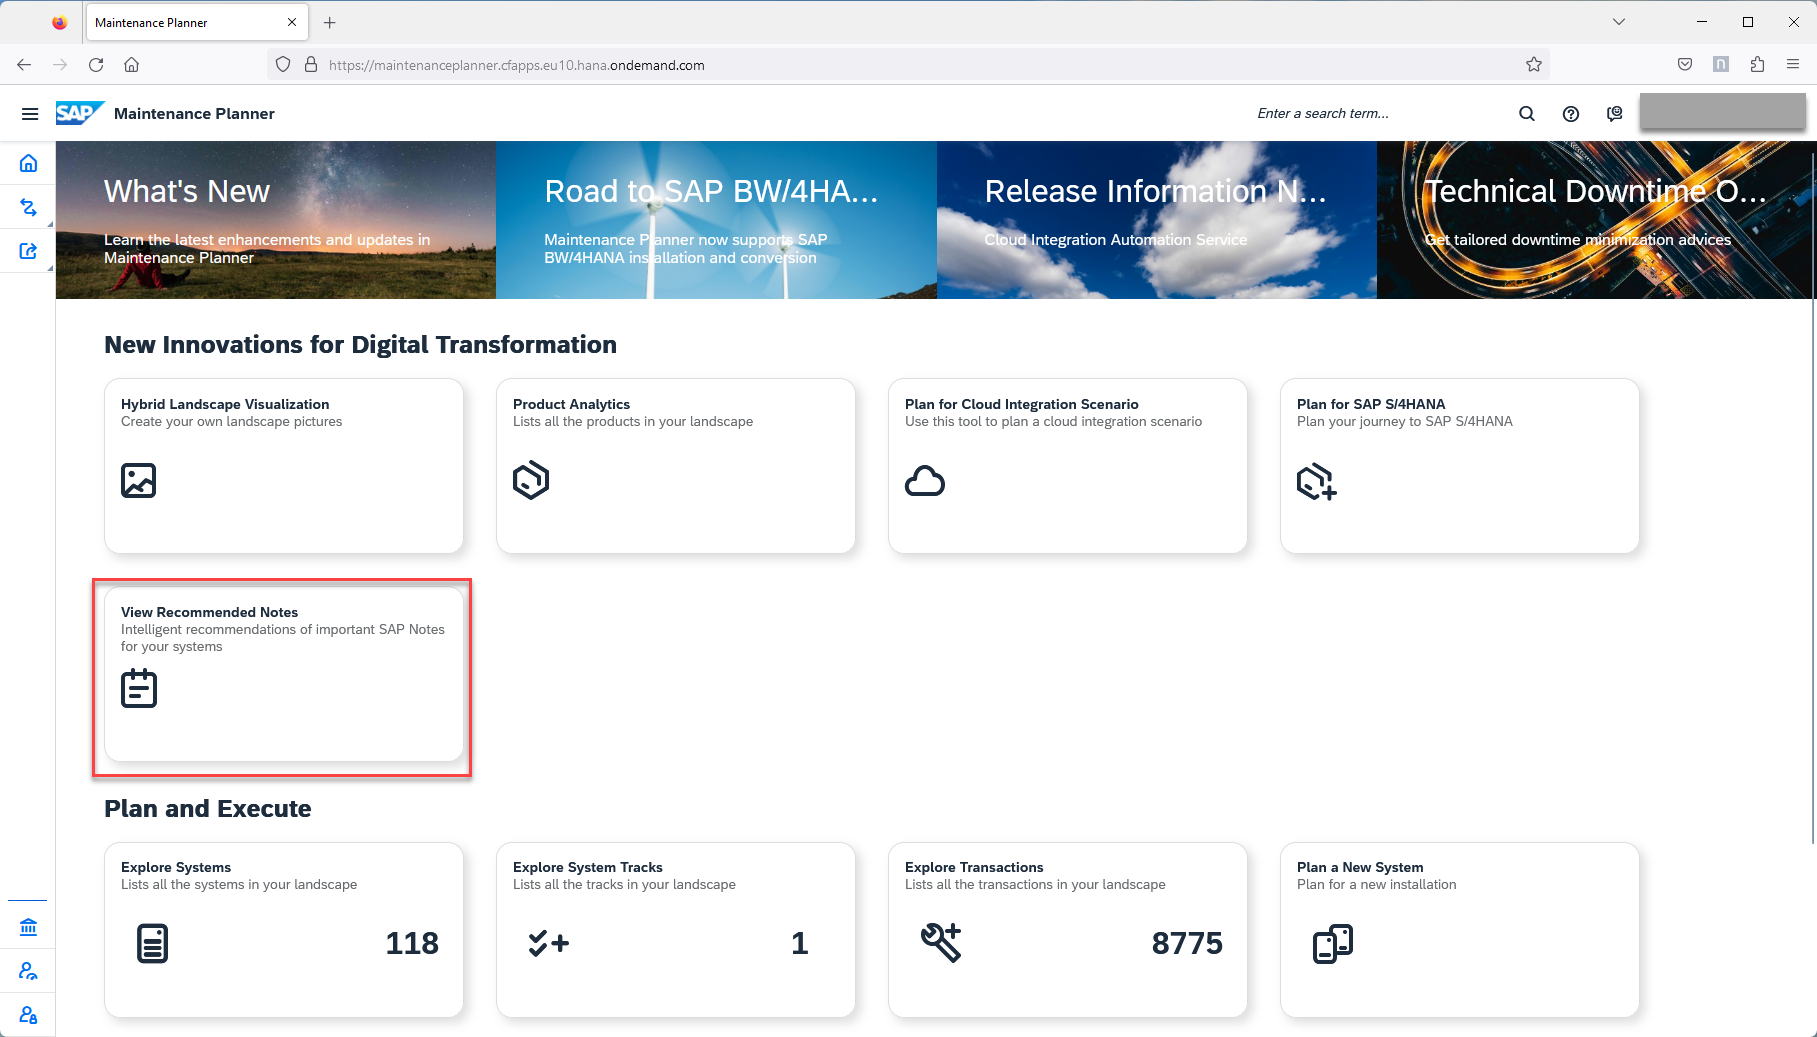 Maintenance Planner
https://maintenanceplanner.cfapps.eu10.hana.ondemand.com
n
SAP Maintenance Planner
Enter a search term...
What's New
Learn the latest enhancements and updates in
Maintenance Planner
Road to SAP BW/4HA...
Maintenance Planner now supports SAP
BW/4HANA installation and conversion
Release Information N...
Cloud Integration Automation Service
Technical Downtime O...
Get tailored downtime minimization advices
New Innovations for Digital Transformation
Hybrid Landscape Visualization
Create your own landscape pictures
Product Analytics
Lists all the products in your landscape
Plan for Cloud Integration Scenario
Use this tool to plan a cloud integration scenario
Plan for SAP S/4HANA
Plan your journey to SAP S/4HANA
View Recommended Notes
Intelligent recommendations of important SAP Notes
for your systems
Plan and Execute
Explore Systems
Lists all the systems in your landscape
118
Explore System Tracks
Lists all the tracks in your landscape
1
Explore Transactions
Lists all the transactions in your landscape
8775
Plan a New System
Plan for a new installation